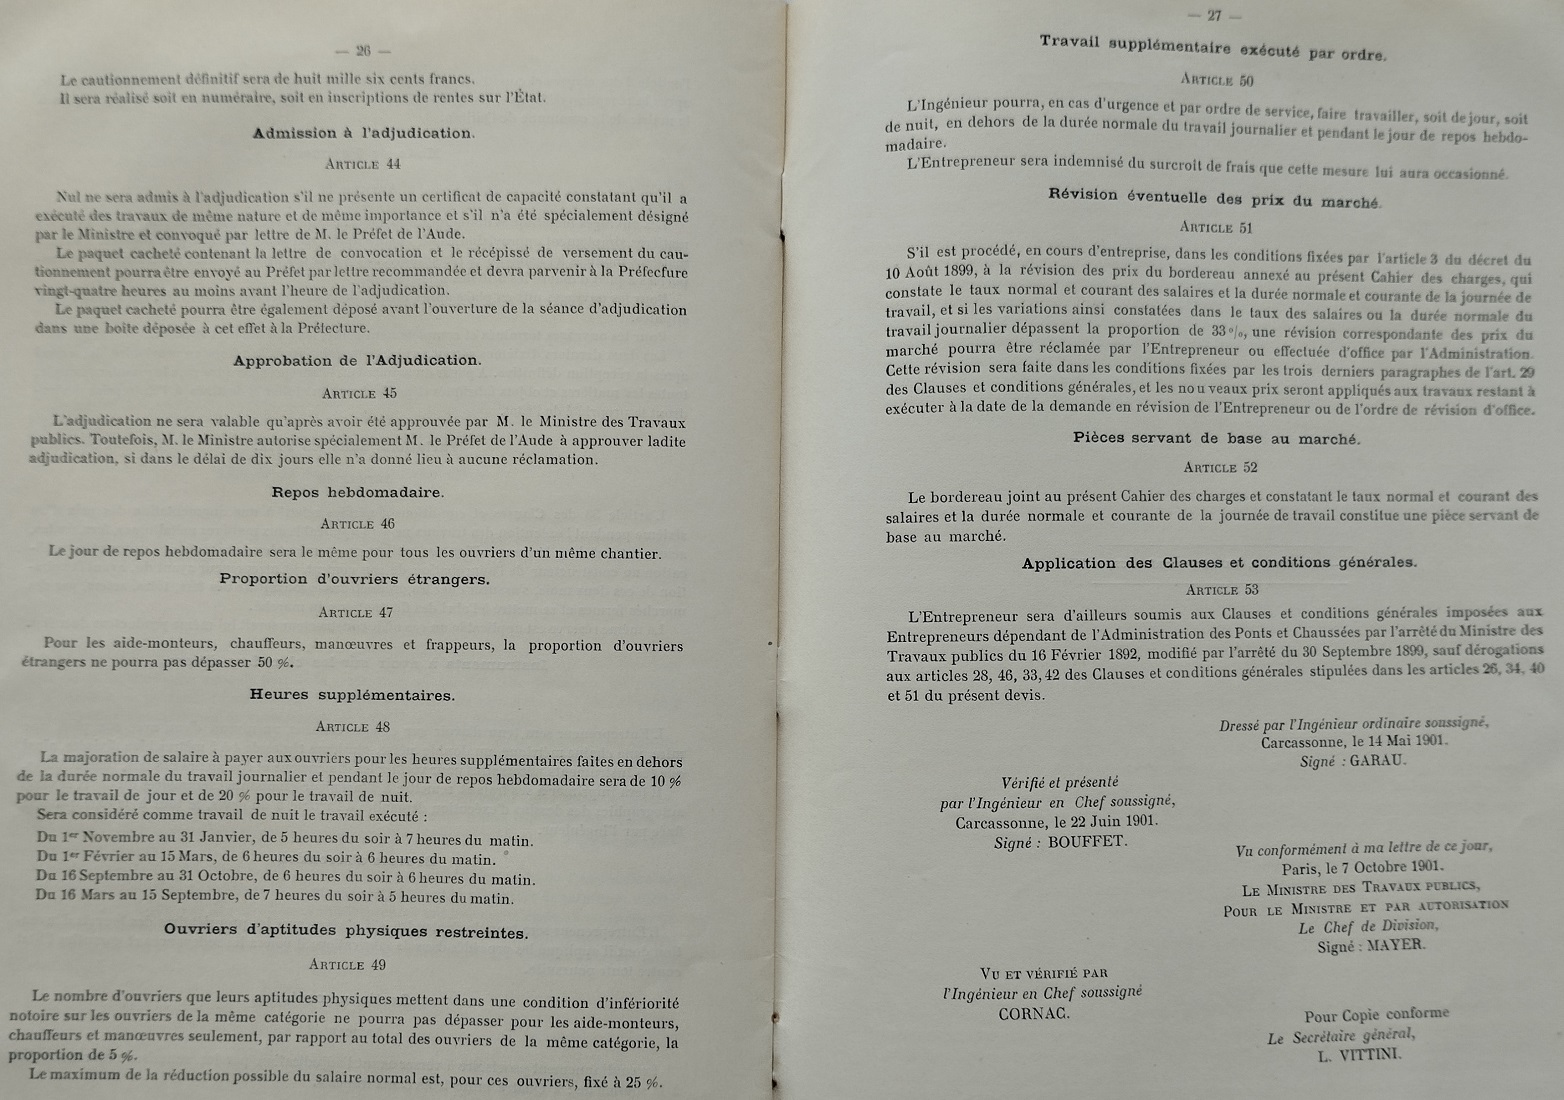 — 26 —
Le cautionnement définitif sera de huit mille six cents francs.
Il sera réalisé soit en numéraire, soit en inscriptions de rentes sur l'État.
Admission à l'adjudication.
ARTICLE 44
Nul ne sera admis à l'adjudication s'il ne présente un certificat de capacité constatant qu'il a
exécuté des travaux de même nature et de même importance et s'il n'a été spécialement désigné
par le Ministre et convoqué par lettre de M. le Préfet de l'Aude.
Le paquet cacheté contenant la lettre de convocation et le récépissé de versement du cau-
tionnement pourra être envoyé au Préfet par lettre recommandée et devra parvenir à la Préfecfure
vingt-quatre heures au moins avant l'heure de l'adjudication.
Le paquet cacheté pourra être également déposé avant l'ouverture de la séance d'adjudication
dans une boîte déposée à cet effet à la Préfecture.
Approbation de l'Adjudication.
ARTICLE 45
L'adjudication ne sera valable qu'après avoir été approuvée par M. le Ministre des Travaux
publics. Toutefois, M. le Ministre autorise spécialement M. le Préfet de l'Aude à approuver ladite
adjudication, si dans le délai de dix jours elle n'a donné lieu à aucune réclamation.
Repos hebdomadaire.
ARTICLE 46
Le jour de repos hebdomadaire sera le même pour tous les ouvriers d'un même chantier.
Proportion d'ouvriers étrangers.
ARTICLE 47
Pour les aide-monteurs, chauffeurs, manœuvres et frappeurs, la proportion d'ouvriers
étrangers ne pourra pas dépasser 50 %.
Heures supplémentaires.
ARTICLE 48
La majoration de salaire à payer aux ouvriers pour les heures supplémentaires faites en dehors
de la durée normale du travail journalier et pendant le jour de repos hebdomadaire sera de 10 %
pour le travail de jour et de 20 % pour le travail de nuit.
Sera considéré comme travail de nuit le travail exécuté :
Du 1er Novembre au 31 Janvier, de 5 heures du soir à 7 heures du matin.
Du 1er Février au 15 Mars, de 6 heures du soir à 6 heures du matin.
Du 16 Septembre au 31 Octobre, de 6 heures du soir à 6 heures du matin.
Du 16 Mars au 15 Septembre, de 7 heures du soir à 5 heures du matin.
Ouvriers d'aptitudes physiques restreintes.
ARTICLE 49
Le nombre d'ouvriers que leurs aptitudes physiques mettent dans une condition d'infériorité
notoire sur les ouvriers de la même catégorie ne pourra pas dépasser pour les aide-monteurs,
chauffeurs et manœuvres seulement, par rapport au total des ouvriers de la même catégorie, la
proportion de 5 %.
Le maximum de la réduction possible du salaire normal est, pour ces ouvriers, fixé à 25 %.
— 27 —
Travail supplémentaire exécuté par ordre.
ARTICLE 50
L'Ingénieur pourra, en cas d'urgence et par ordre de service, faire travailler, soit de jour, soit
de nuit, en dehors de la durée normale du travail journalier et pendant le jour de repos hebdo-
madaire.
L'Entrepreneur sera indemnisé du surcroit de frais que cette mesure lui aura occasionné.
Révision éventuelle des prix du marché.
ARTICLE 51
S'il est procédé, en cours d'entreprise, dans les conditions fixées par l'article 3 du décret du
10 Août 1899, à la révision des prix du bordereau annexé au présent Cahier des charges, qui
constate le taux normal et courant des salaires et la durée normale et courante de la journée de
travail, et si les variations ainsi constatées dans le taux des salaires ou la durée normale du
travail journalier dépassent la proportion de 33 %, une révision correspondante des prix du
marché pourra être réclamée par l'Entrepreneur ou effectuée d'office par l'Administration.
Cette révision sera faite dans les conditions fixées par les trois derniers paragraphes de l'art. 29
des Clauses et conditions générales, et les nouveaux prix seront appliqués aux travaux restant à
exécuter à la date de la demande en révision de l'Entrepreneur ou de l'ordre de révision d'office.
Pièces servant de base au marché.
ARTICLE 52
Le bordereau joint au présent Cahier des charges et constatant le taux normal et courant des
salaires et la durée normale et courante de la journée de travail constitue une pièce servant de
base au marché.
Application des Clauses et conditions générales.
ARTICLE 53
L'Entrepreneur sera d'ailleurs soumis aux Clauses et conditions générales imposées aux
Entrepreneurs dépendant de l'Administration des Ponts et Chaussées par l'arrêté du Ministre des
Travaux publics du 16 Février 1892, modifié par l'arrêté du 30 Septembre 1899, sauf dérogations
aux articles 28, 46, 33, 42 des Clauses et conditions générales stipulées dans les articles 26, 34, 40
et 51 du présent devis.
Dressé par l'Ingénieur ordinaire soussigné,
Carcassonne, le 14 Mai 1901.
Signé : GARAU.
Vérifié et présenté
par l'Ingénieur en Chef soussigné,
Carcassonne, le 22 Juin 1901.
Signé : BOUFFET.
Vu conformément à ma lettre de ce jour,
Paris, le 7 Octobre 1901.
LE MINISTRE DES TRAVAUX PUBLICS,
POUR LE MINISTRE ET PAR AUTORISATION
Le Chef de Division,
Signé : MAYER.
VU ET VÉRIFIÉ PAR
l'Ingénieur en Chef soussigné
CORNAC.
Pour Copie conforme
Le Secrétaire général,
L. VITTINI.